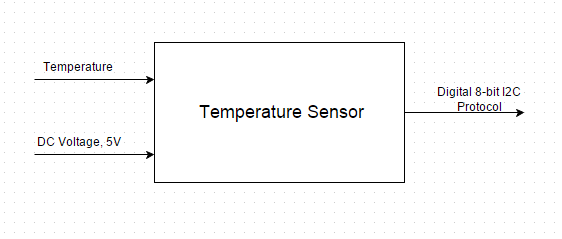 Temperature
DC Voltage, 5V
Temperature Sensor
Digital 8-bit I2C
Protocol